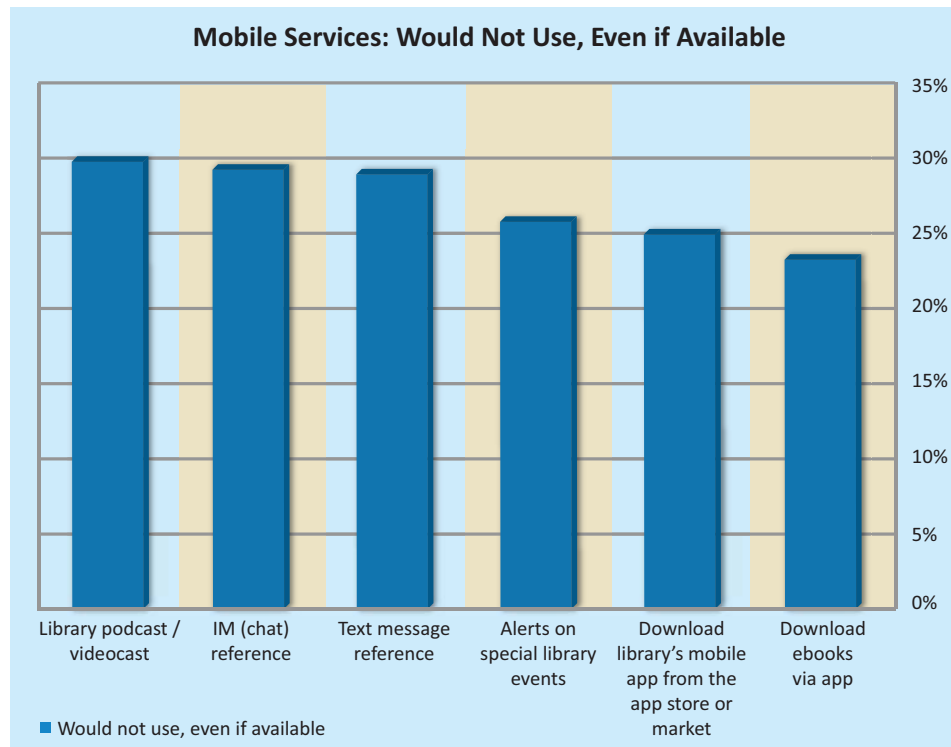 Mobile Services: Would Not Use, Even if Available
35%
30%
25%
20%
15%
10%
5%
0%
Library podcast /
videocast
IM (chat)
reference
Text message
reference
Alerts on
special library
events
Download
library’s mobile
app from the
app store or
market
Download
ebooks
via app
Would not use, even if available